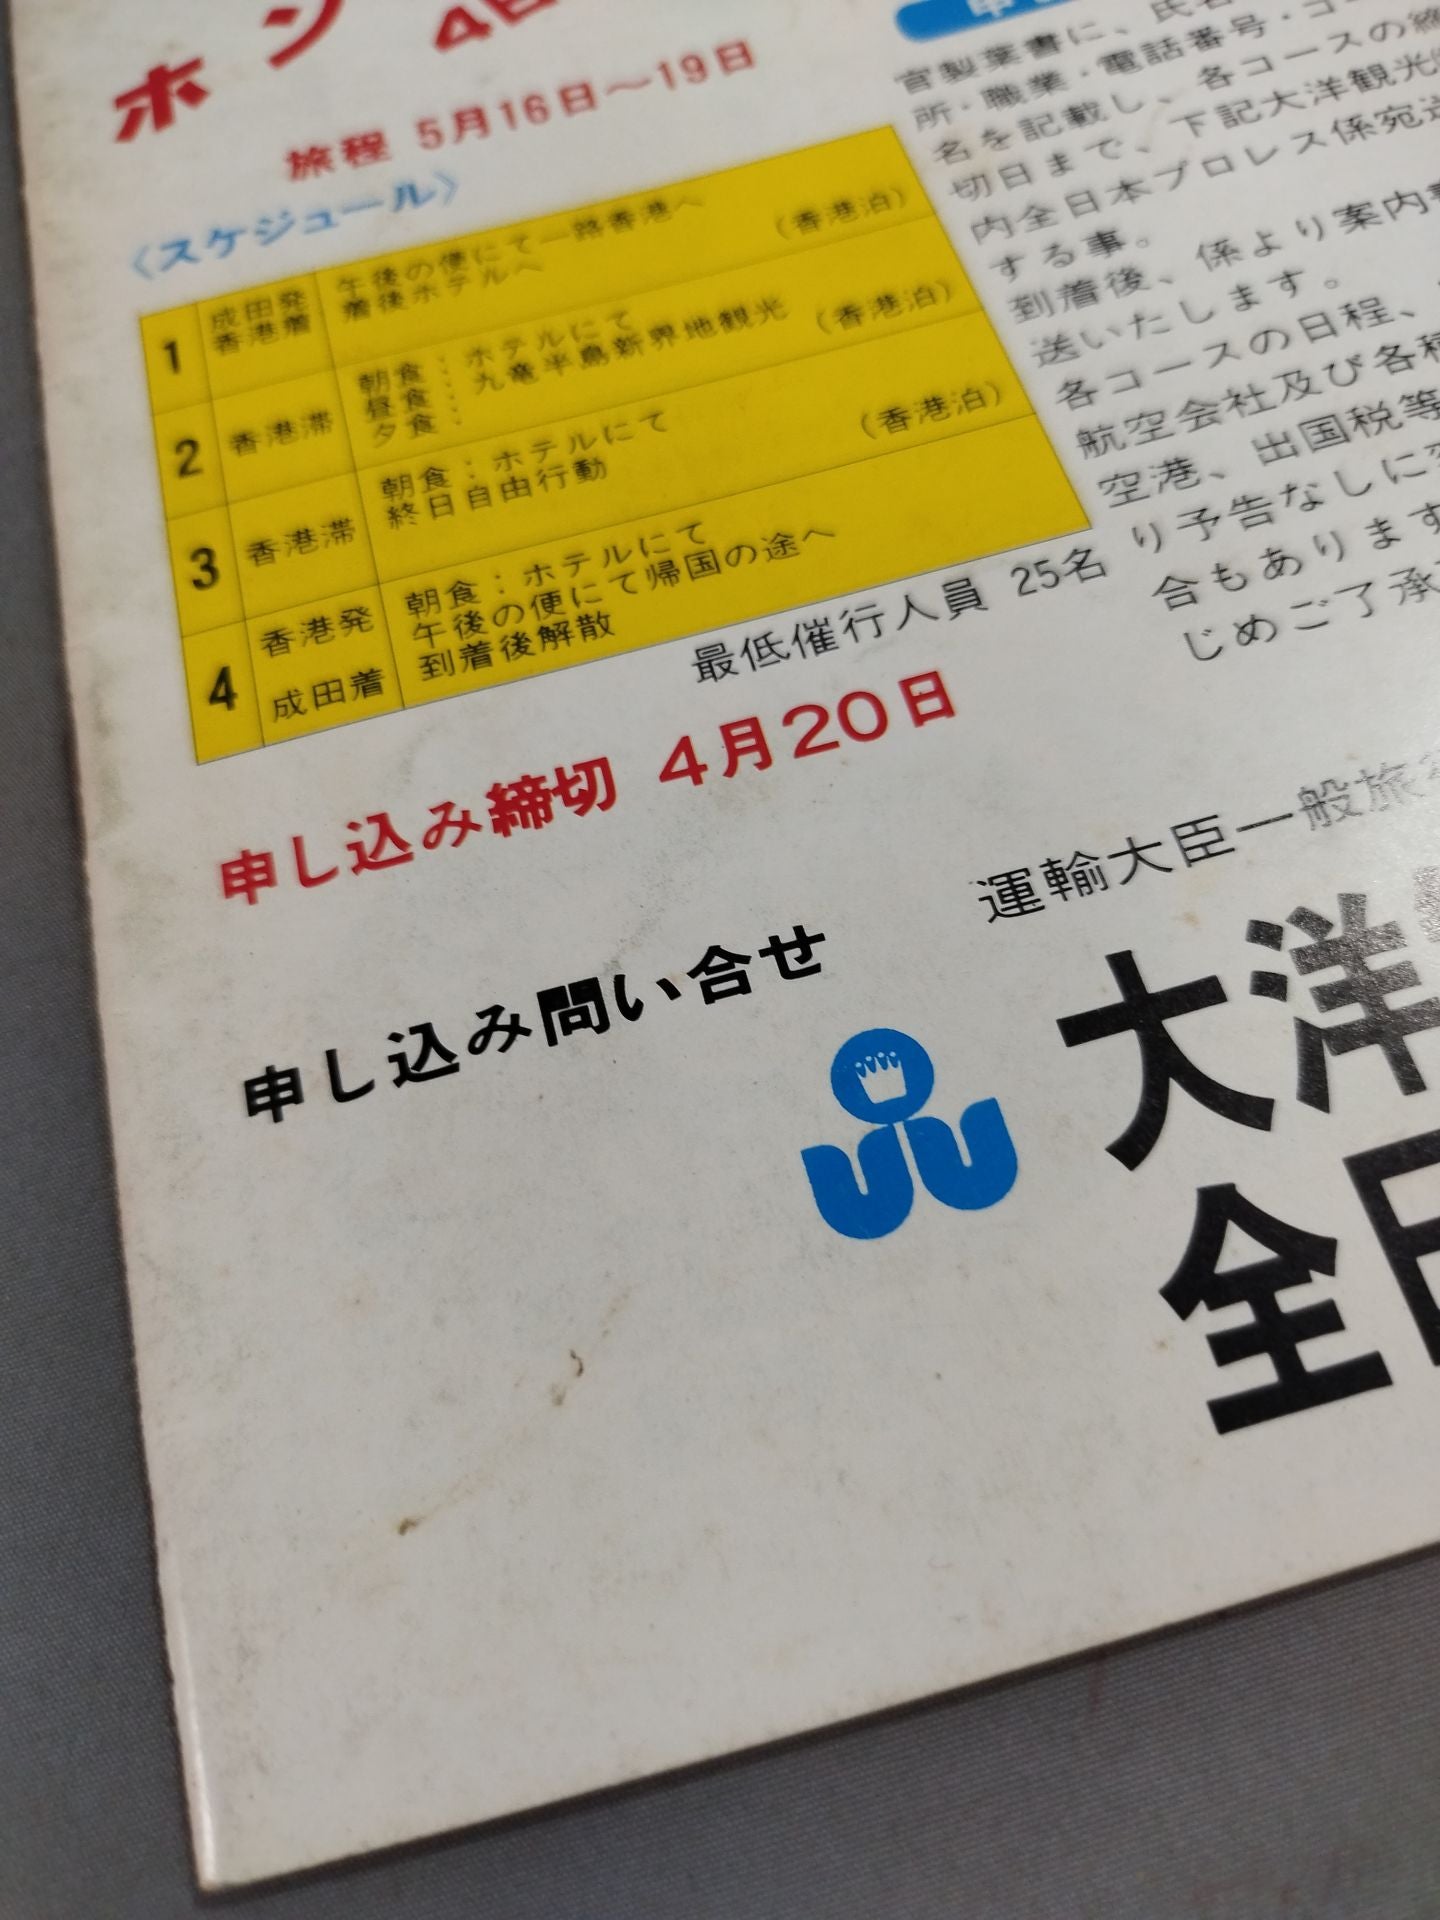 ホン
4日
旅程 5月16日～19日
〈スケジュール〉
1 成田発 香港着 午後の便にて一路香港へ 着後ホテルへ (香港泊)
2 香港滞 朝食：ホテルにて 昼食： 九竜半島新界地観光 夕食： (香港泊)
3 香港滞 朝食：ホテルにて 終日自由行動 (香港泊)
4 香港発 成田着 朝食：ホテルにて 午後の便にて帰国の途へ 到着後解散
最低催行人員 25名
申し込み締切 4月20日
申し込み問い合せ
官製葉書に、氏名
所・職業・電話番号・コー
名を記載し、各コースの締
切日まで、下記大洋観光
内全日本プロレス係宛送
する事。
到着後、係より案内書
送いたします。
各コースの日程、
航空会社及び各種
空港、出国税等
り予告なしに変
合もあります
じめご了承
運輸大臣一般旅
大洋
全日